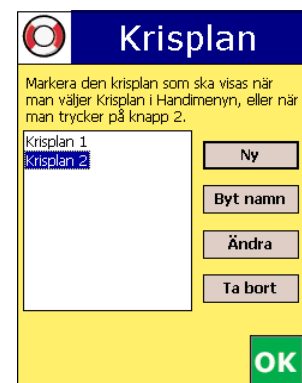 Krisplan
Markera den krisplan som ska visas när
man väljer Krisplan i Handimenyn, eller när
man trycker på knapp 2.
Krisplan 1
Krisplan 2
Ny
Byt namn
Ändra
Ta bort
OK